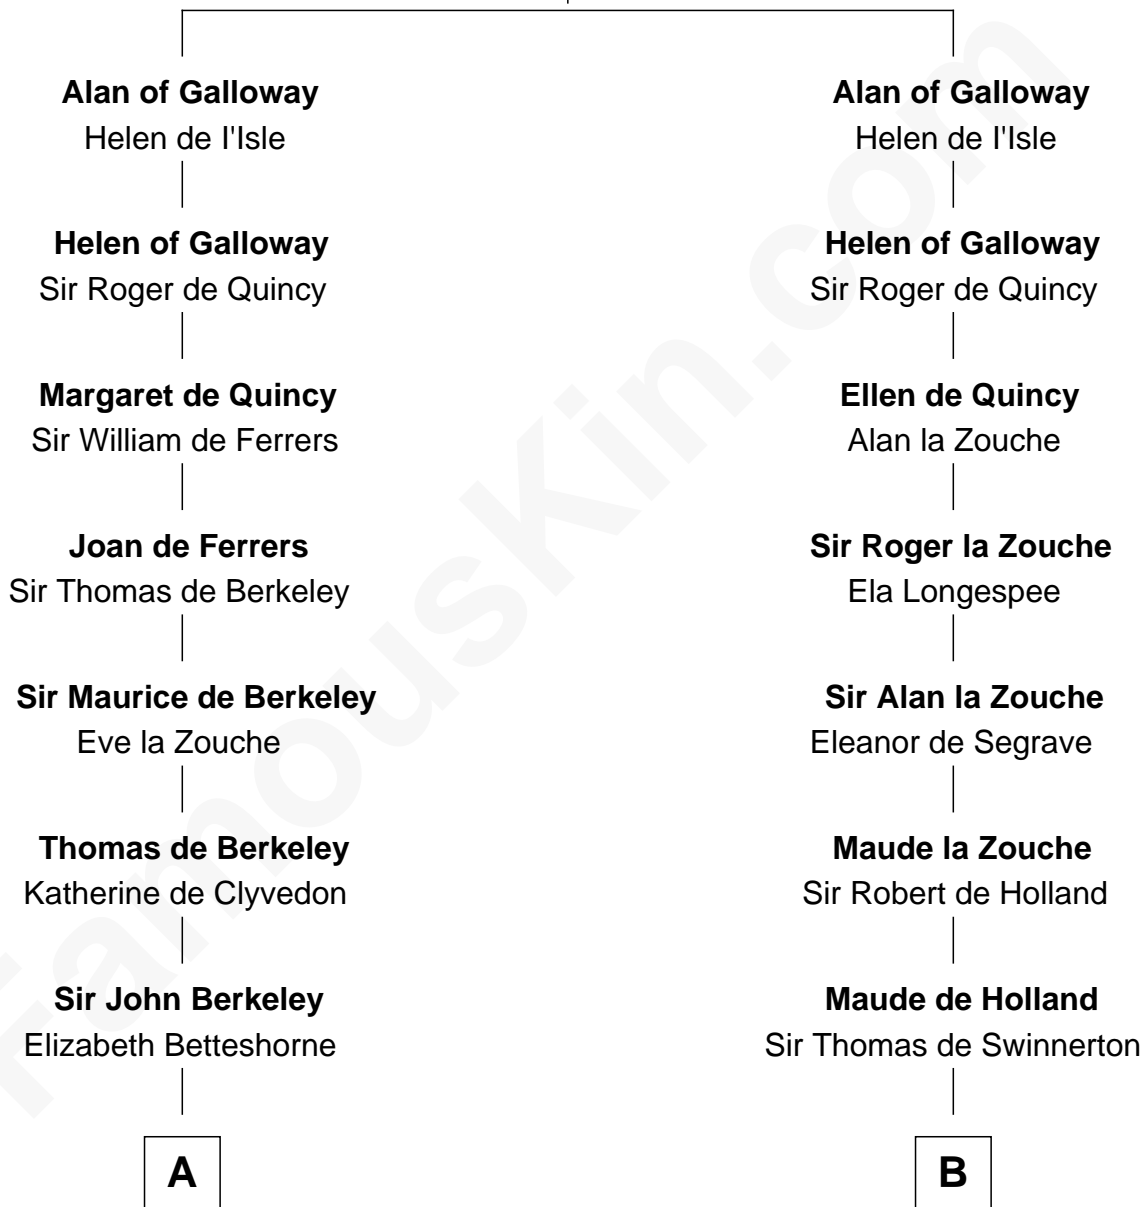 Alan of Galloway
Helen de I'Isle
Helen of Galloway
Sir Roger de Quincy
Margaret de Quincy
Sir William de Ferrers
Joan de Ferrers
Sir Thomas de Berkeley
Sir Maurice de Berkeley
Eve la Zouche
Thomas de Berkeley
Katherine de Clyvedon
Sir John Berkeley
Elizabeth Betteshorne
A
Alan of Galloway
Helen de I'Isle
Helen of Galloway
Sir Roger de Quincy
Ellen de Quincy
Alan la Zouche
Sir Roger la Zouche
Ela Longespee
Sir Alan la Zouche
Eleanor de Segrave
Maude la Zouche
Sir Robert de Holland
Maude de Holland
Sir Thomas de Swinnerton
B
FamousKin.com